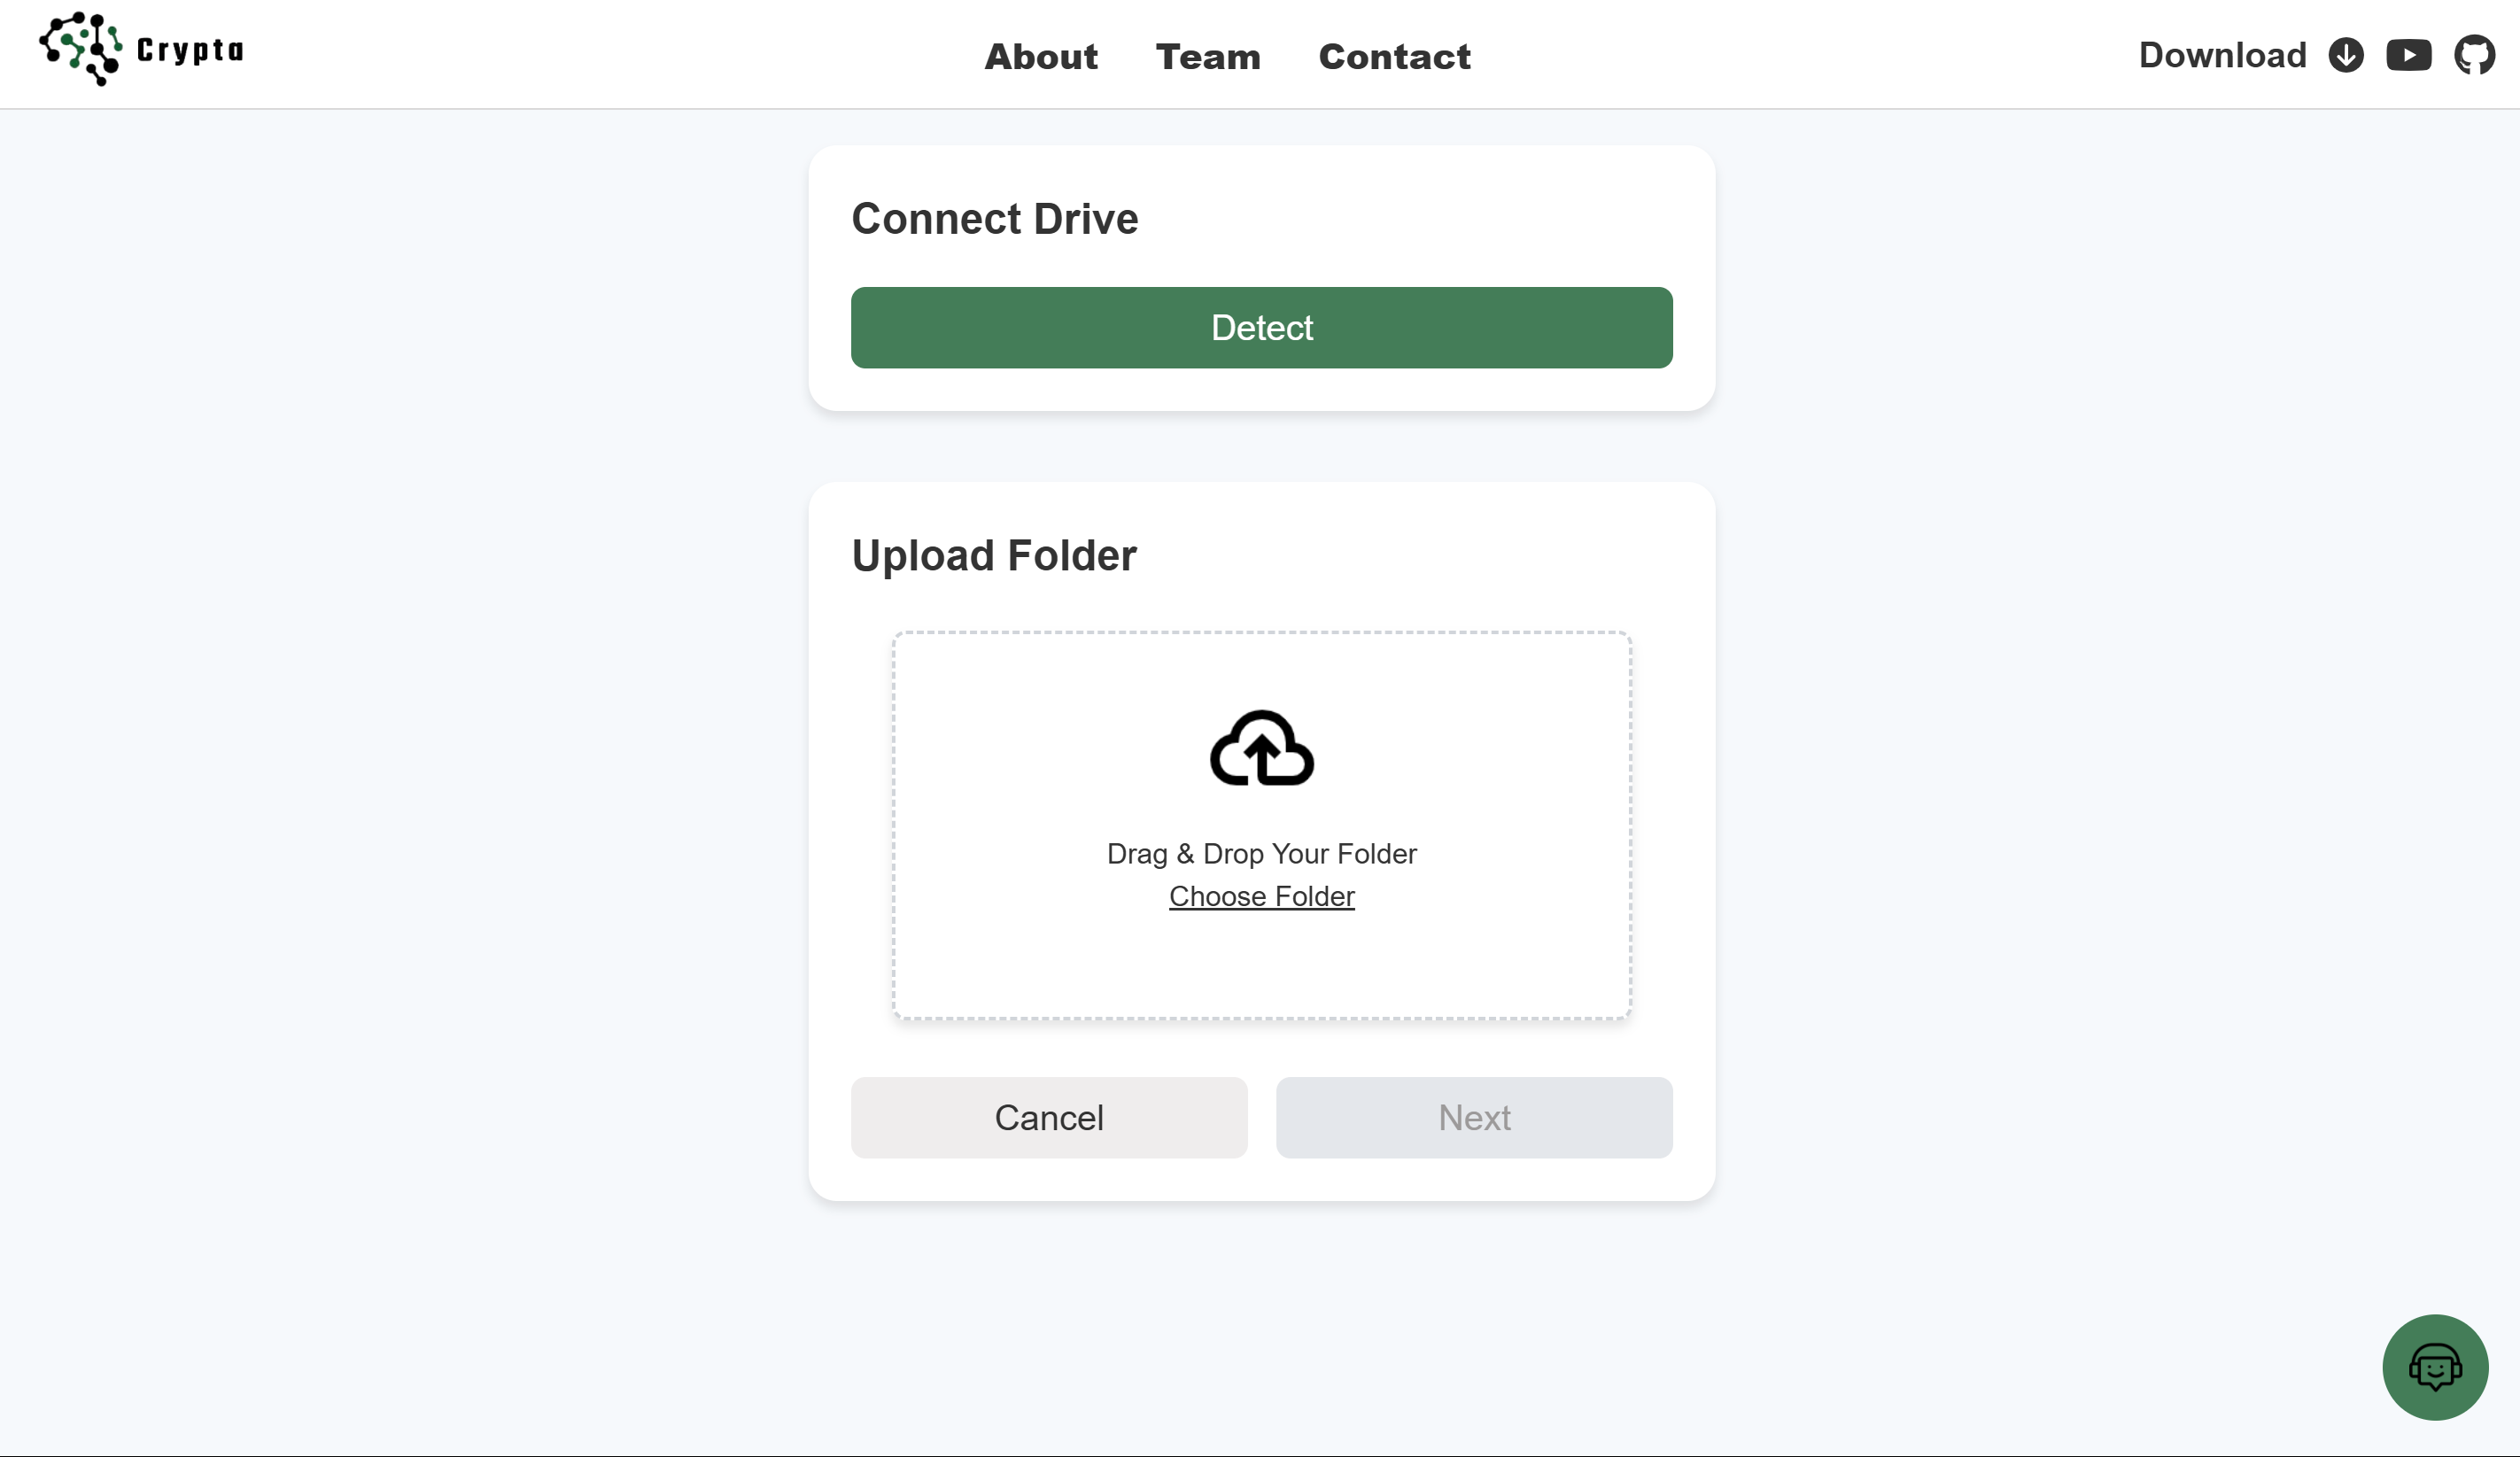 Crypta
About Team Contact
Download
Connect Drive
Detect
Upload Folder
Drag & Drop Your Folder
Choose Folder
Cancel Next